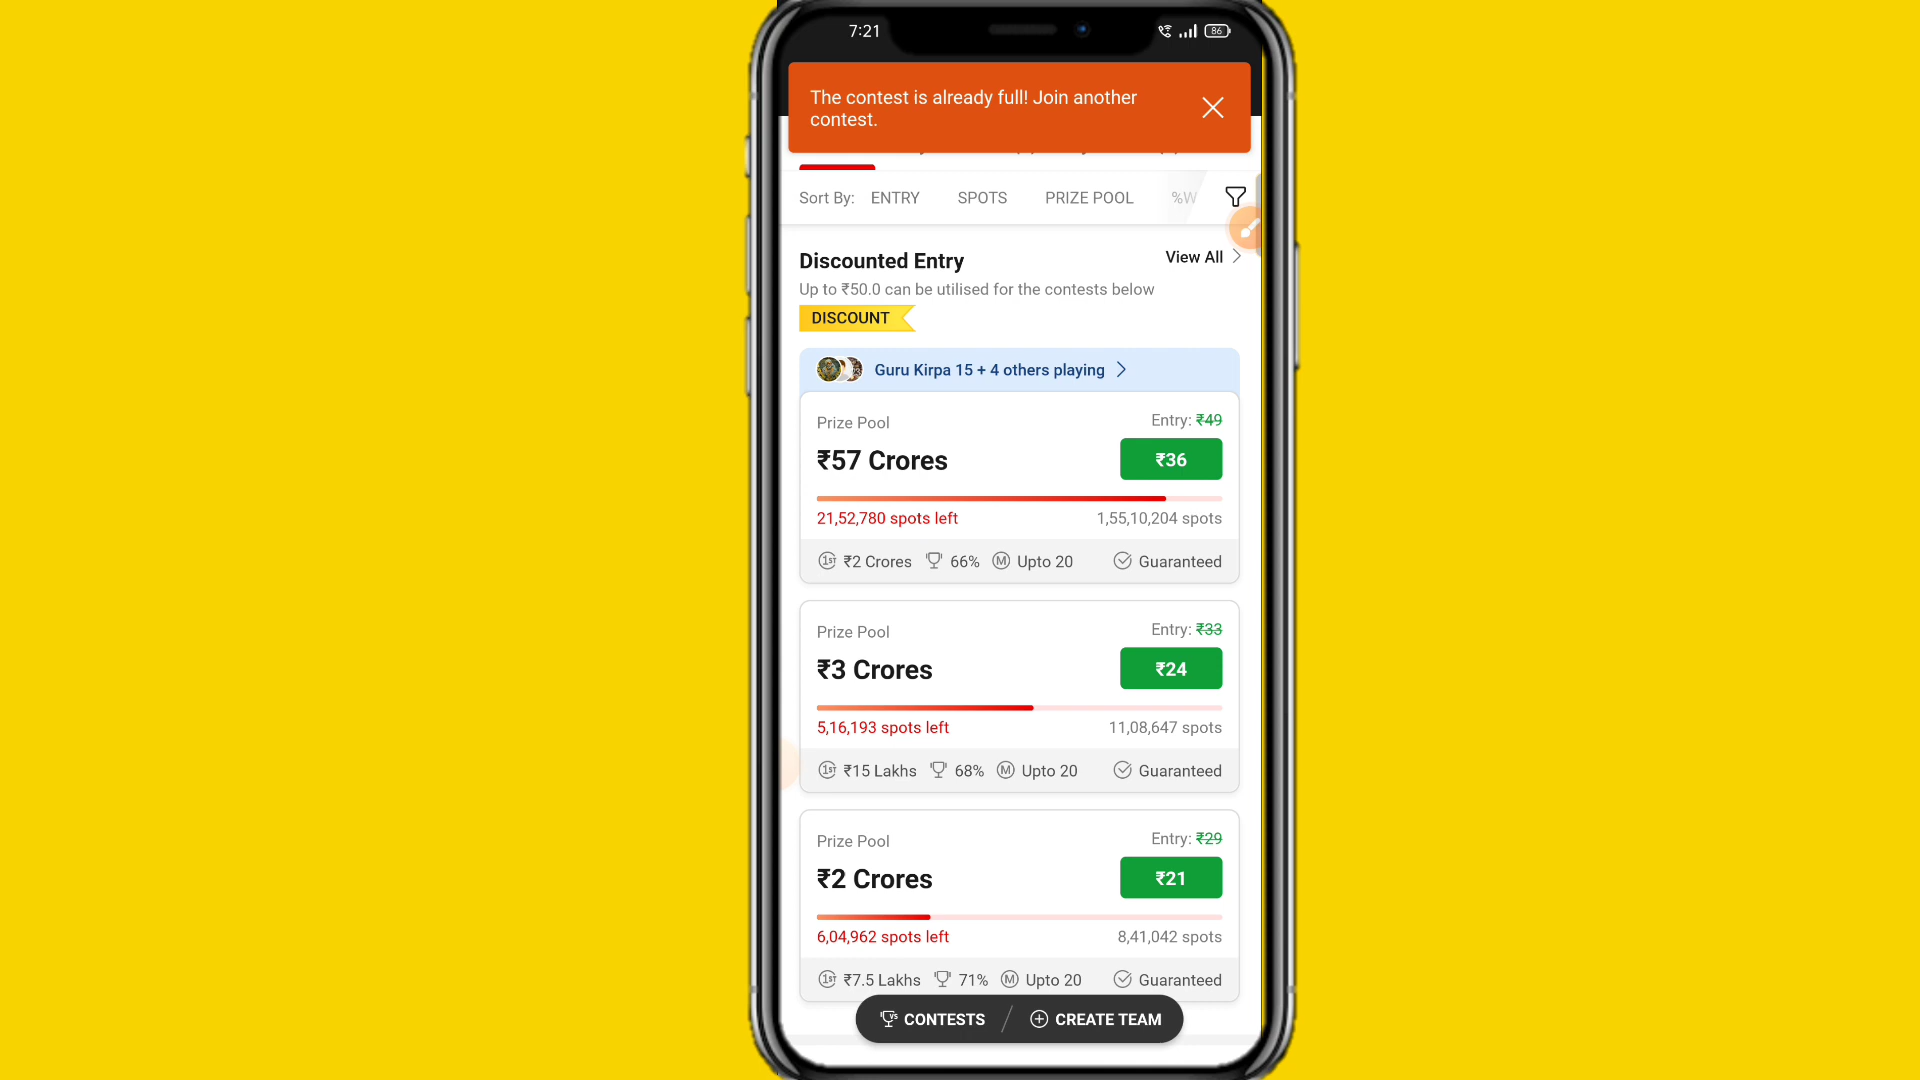 7:21
86
The contest is already full! Join another
contest.
Sort By: ENTRY SPOTS PRIZE POOL %W
Discounted Entry
View All
Up to ₹50.0 can be utilised for the contests below
DISCOUNT
Guru Kirpa 15 + 4 others playing
Prize Pool
Entry: ₹49
₹57 Crores
₹36
21,52,780 spots left
1,55,10,204 spots
1ST ₹2 Crores 66% M Upto 20 Guaranteed
Prize Pool
Entry: ₹33
₹3 Crores
₹24
5,16,193 spots left
11,08,647 spots
1ST ₹15 Lakhs 68% M Upto 20 Guaranteed
Prize Pool
Entry: ₹29
₹2 Crores
₹21
6,04,962 spots left
8,41,042 spots
1ST ₹7.5 Lakhs 71% M Upto 20 Guaranteed
VS CONTESTS CREATE TEAM